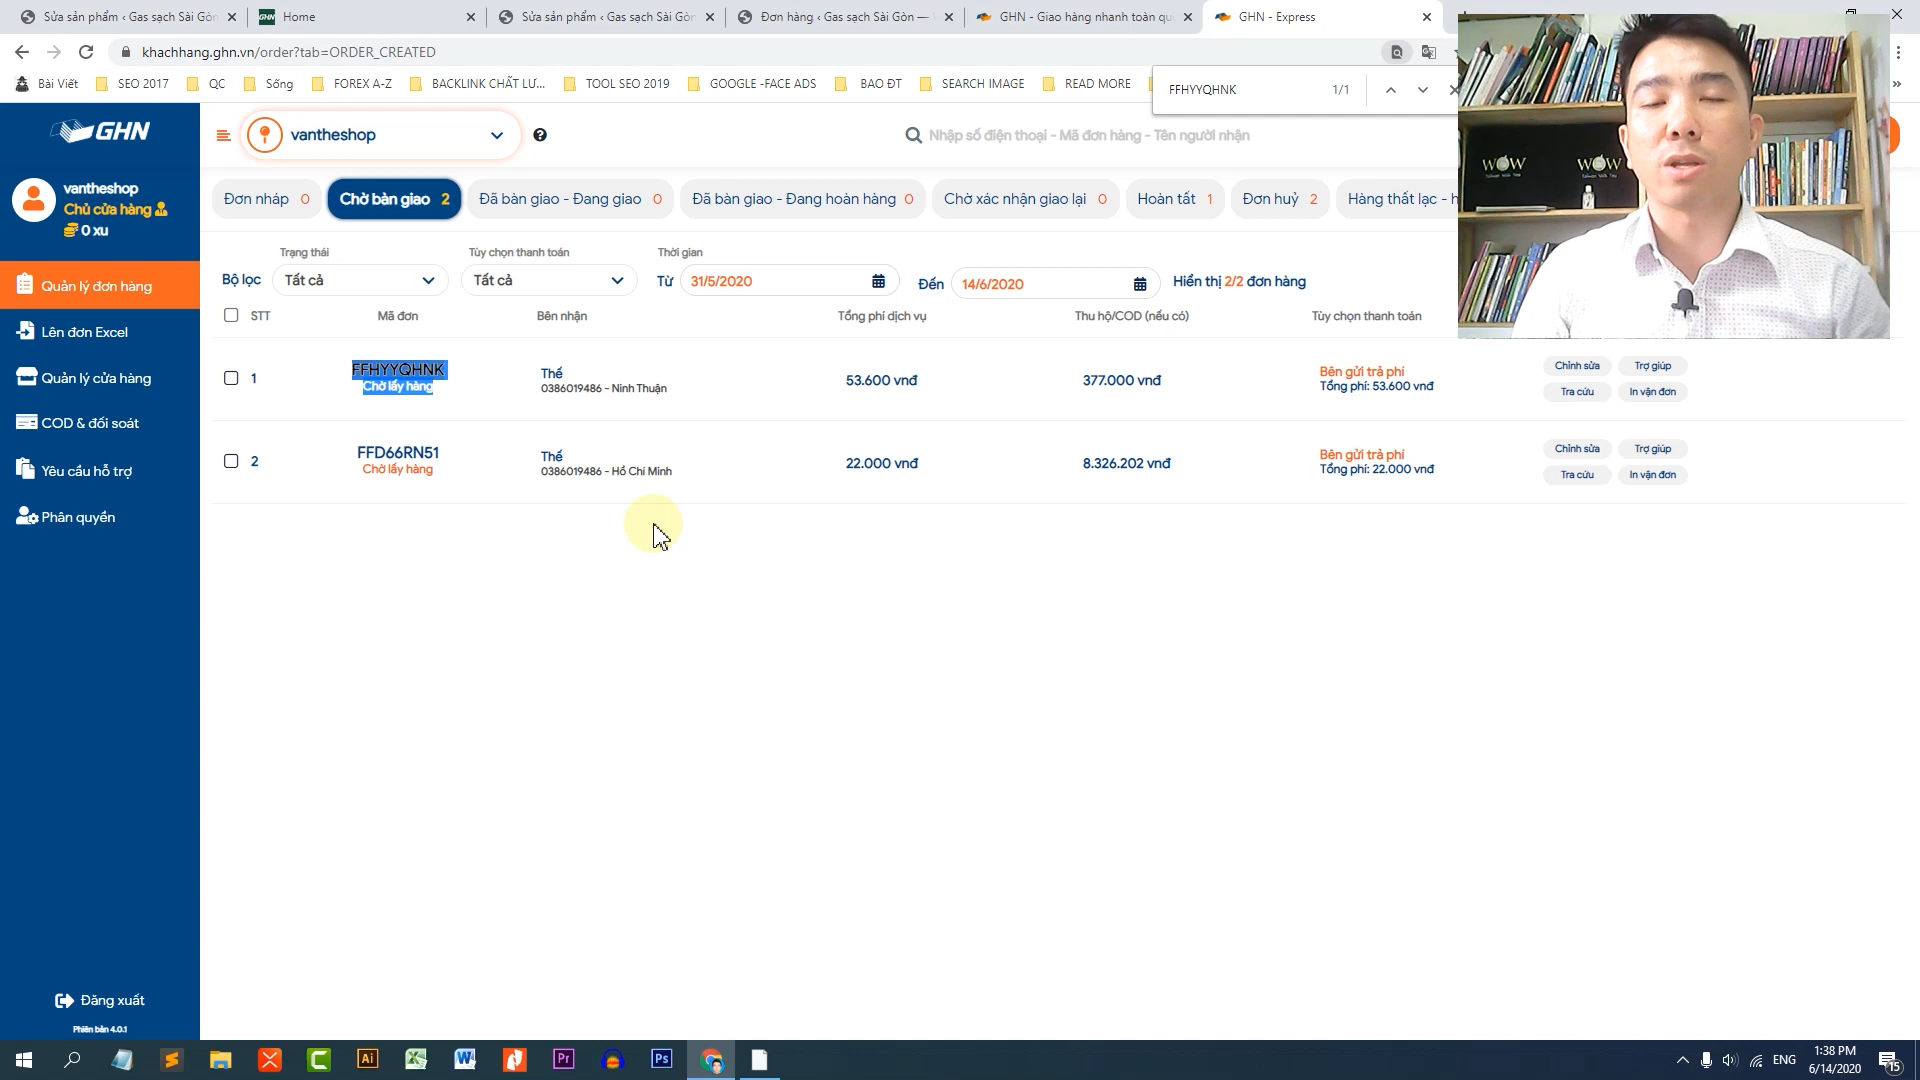 Sửa sản phẩm ‹ Gas sạch Sài Gòn
GHN Home
Sửa sản phẩm ‹ Gas sạch Sài Gòn
Đơn hàng ‹ Gas sạch Sài Gòn —
GHN - Giao hàng nhanh toàn qu
GHN - Express
khachhang.ghn.vn/order?tab=ORDER_CREATED
Bài Viết
SEO 2017
QC
Sống
FOREX A-Z
BACKLINK CHẤT LƯ...
TOOL SEO 2019
GOOGLE -FACE ADS
BAO ĐT
SEARCH IMAGE
READ MORE
»
FFHYYQHNK 1/1
GHN
vantheshop
Nhập số điện thoại - Mã đơn hàng - Tên người nhận
WOW
WOW
vantheshop
Chủ cửa hàng
0 xu
Đơn nháp 0
Chờ bàn giao 2
Đã bàn giao - Đang giao 0
Đã bàn giao - Đang hoàn hàng 0
Chờ xác nhận giao lại 0
Hoàn tất 1
Đơn huỷ 2
Hàng thất lạc - h
Trạng thái
Tùy chọn thanh toán
Thời gian
Bộ lọc
Tất cả
Tất cả
Từ 31/5/2020
Đến 14/6/2020
Hiển thị 2/2 đơn hàng
STT
Mã đơn
Bên nhận
Tổng phí dịch vụ
Thu hộ/COD (nếu có)
Tùy chọn thanh toán
1
FFHYYQHNK
Chờ lấy hàng
Thế
0386019486 - Ninh Thuận
53.600 vnđ
377.000 vnđ
Bên gửi trả phí
Tổng phí: 53.600 vnđ
Chỉnh sửa
Trợ giúp
Tra cứu
In vận đơn
2
FFD66RN51
Chờ lấy hàng
Thế
0386019486 - Hồ Chí Minh
22.000 vnđ
8.326.202 vnđ
Bên gửi trả phí
Tổng phí: 22.000 vnđ
Chỉnh sửa
Trợ giúp
Tra cứu
In vận đơn
Quản lý đơn hàng
Lên đơn Excel
Quản lý cửa hàng
COD & đối soát
Yêu cầu hỗ trợ
Phân quyền
Đăng xuất
Phiên bản 4.0.1
Ai
Pr
Ps
ENG
1:38 PM
6/14/2020
15